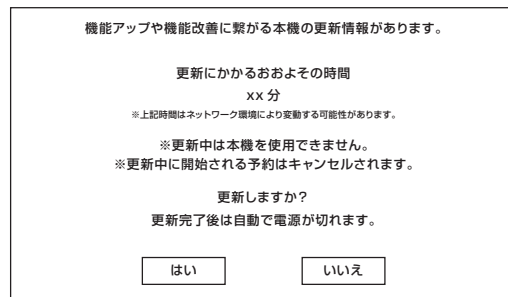 機能アップや機能改善に繋がる本機の更新情報があります。
更新にかかるおおよその時間
xx 分
※上記時間はネットワーク環境により変動する可能性があります。
※更新中は本機を使用できません。
※更新中に開始される予約はキャンセルされます。
更新しますか?
更新完了後は自動で電源が切れます。
はい
いいえ